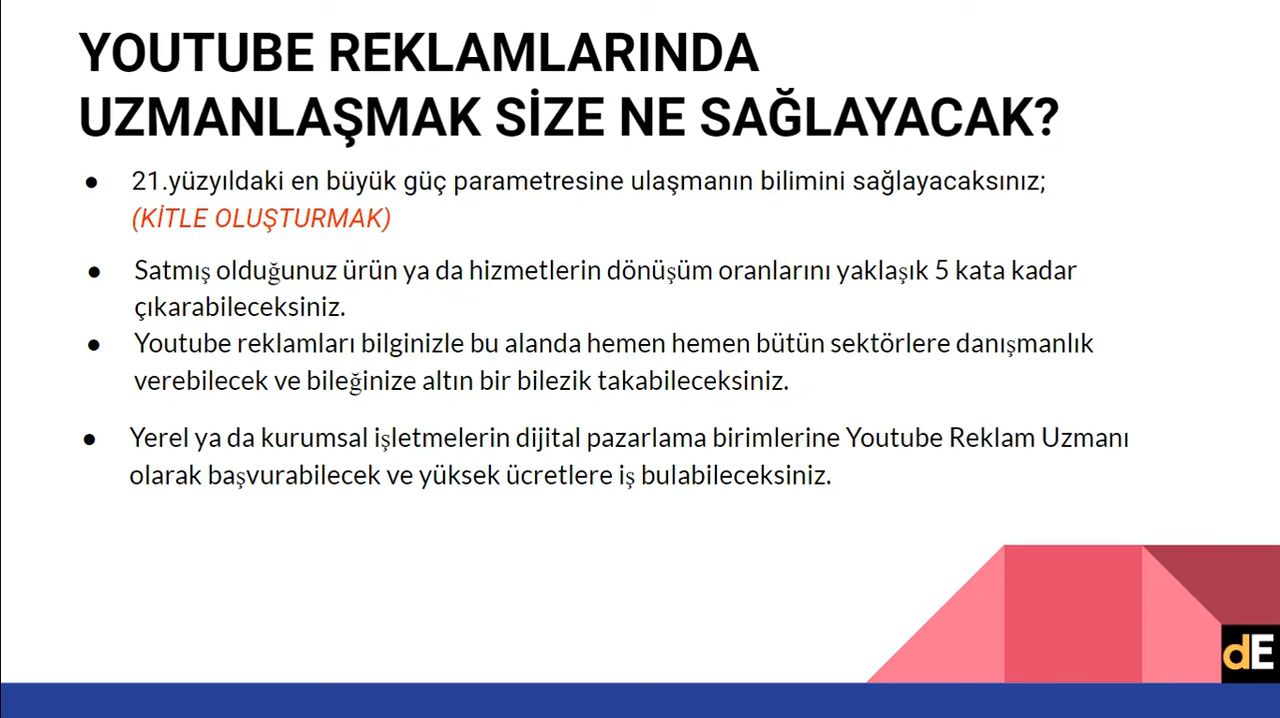 YOUTUBE REKLAMLARINDA
UZMANLAŞMAK SİZE NE SAĞLAYACAK?
● 21.yüzyıldaki en büyük güç parametresine ulaşmanın bilimini sağlayacaksınız;
(KİTLE OLUŞTURMAK)
● Satmış olduğunuz ürün ya da hizmetlerin dönüşüm oranlarını yaklaşık 5 kata kadar
çıkarabileceksiniz.
● Youtube reklamları bilginizle bu alanda hemen hemen bütün sektörlere danışmanlık
verebilecek ve bileğinize altın bir bilezik takabileceksiniz.
● Yerel ya da kurumsal işletmelerin dijital pazarlama birimlerine Youtube Reklam Uzmanı
olarak başvurabilecek ve yüksek ücretlere iş bulabileceksiniz.
dE